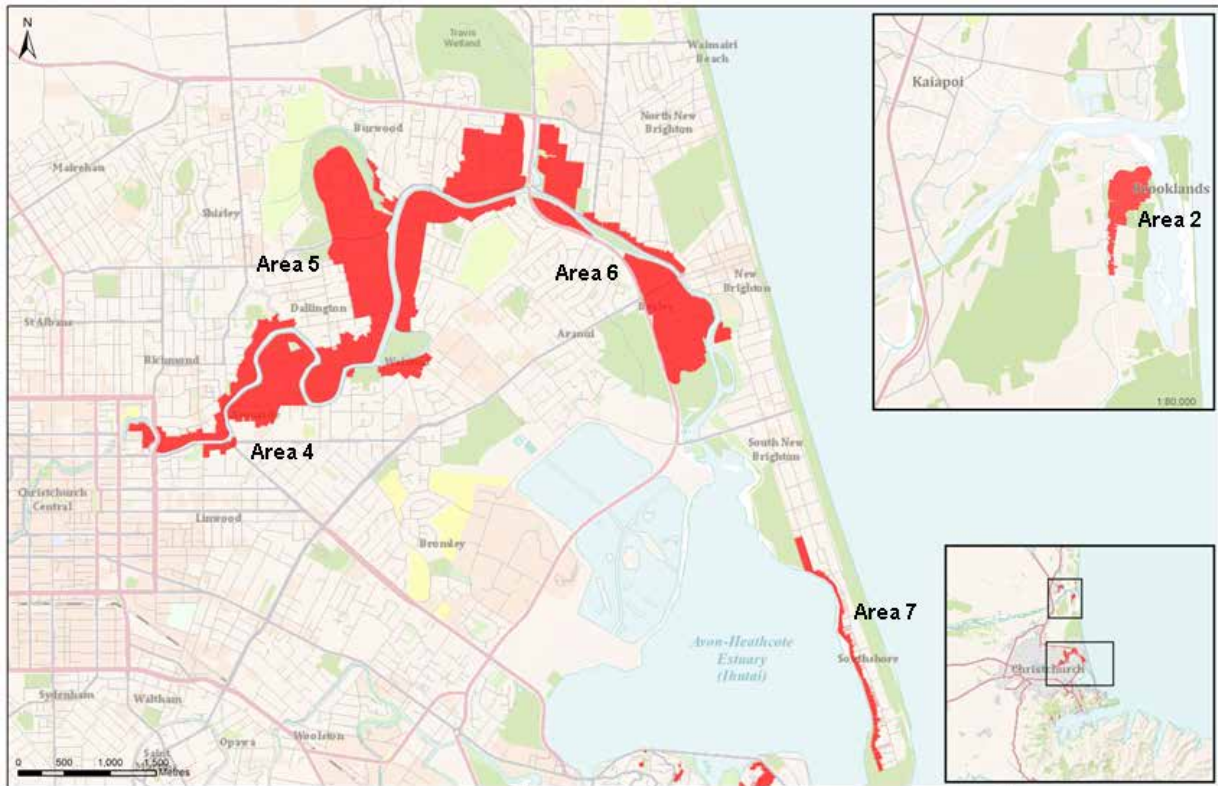 N
Travis
Wetland
Waimairi
Beach
Burwood
North New
Brighton
Mairehau
Shirley
Area 5
Area 6
New
Brighton
Dallington
St Albans
Aranui
Richmond
Area 4
South New
Brighton
Christchurch
Central
Linwood
Bromley
Area 7
Avon-Heathcote
Estuary
(Ihutai)
Southshore
Sydenham
Waltham
Opawa
Woolston
Saint
0 500 1,000 1,500
Metres
Kaiapoi
Brooklands
Area 2
1:80,000
Christchurch